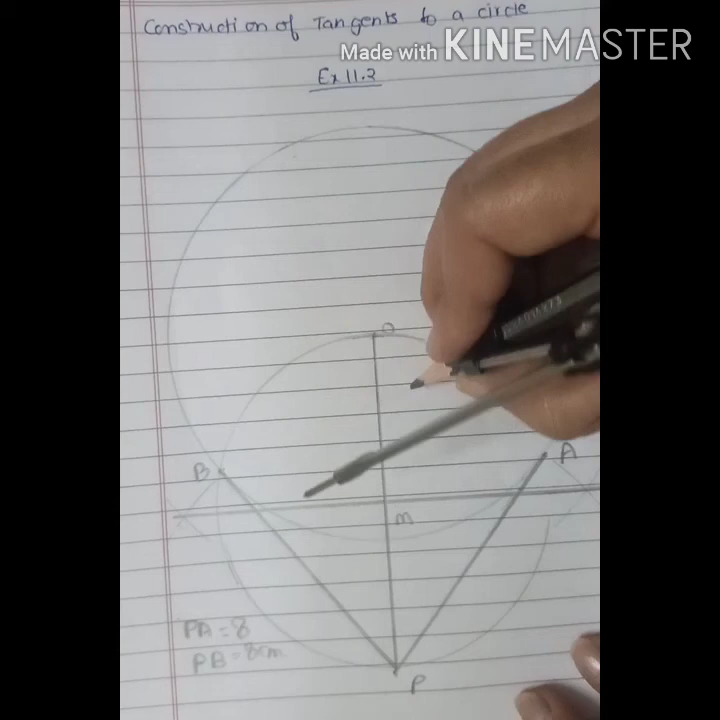 Construction of Tangents to a circle
Made with KINEMASTER
Ex 11.2
O
B
A
M
PA = 8
PB = 8cm
P